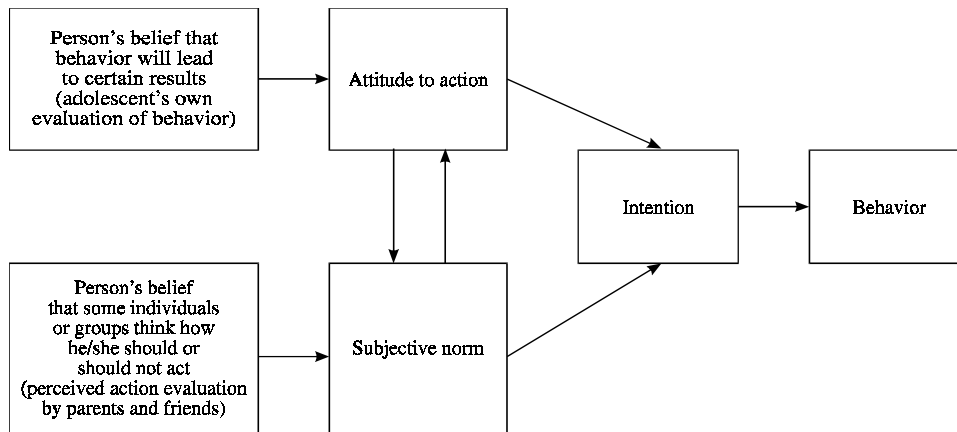 Person's belief that
behavior will lead
to certain results
(adolescent's own
evaluation of behavior)
Attitude to action
Intention
Behavior
Person's belief
that some individuals
or groups think how
he/she should or
should not act
(perceived action evaluation
by parents and friends)
Subjective norm